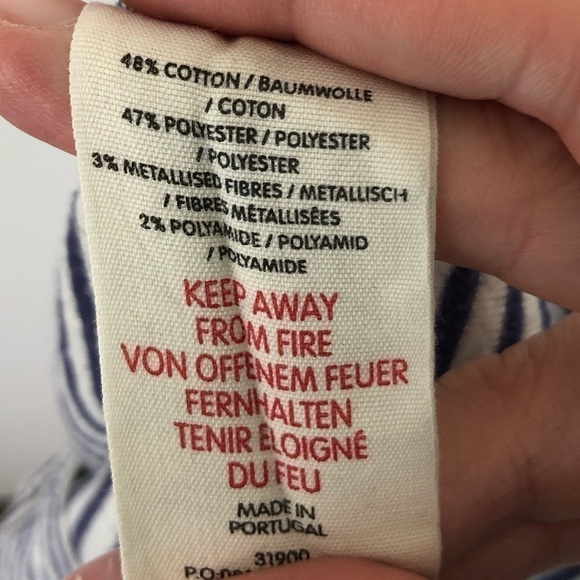 48% COTTON / BAUMWOLLE
/ COTON
47% POLYESTER / POLYESTER
/ POLYESTER
3% METALLISED FIBRES / METALLISCH
/ FIBRES MÉTALLISÉES
2% POLYAMIDE / POLYAMID
/ POLYAMIDE
KEEP AWAY
FROM FIRE
VON OFFENEM FEUER
FERNHALTEN
TENIR ELOIGNÉ
DU FEU
MADE IN
PORTUGAL
31900